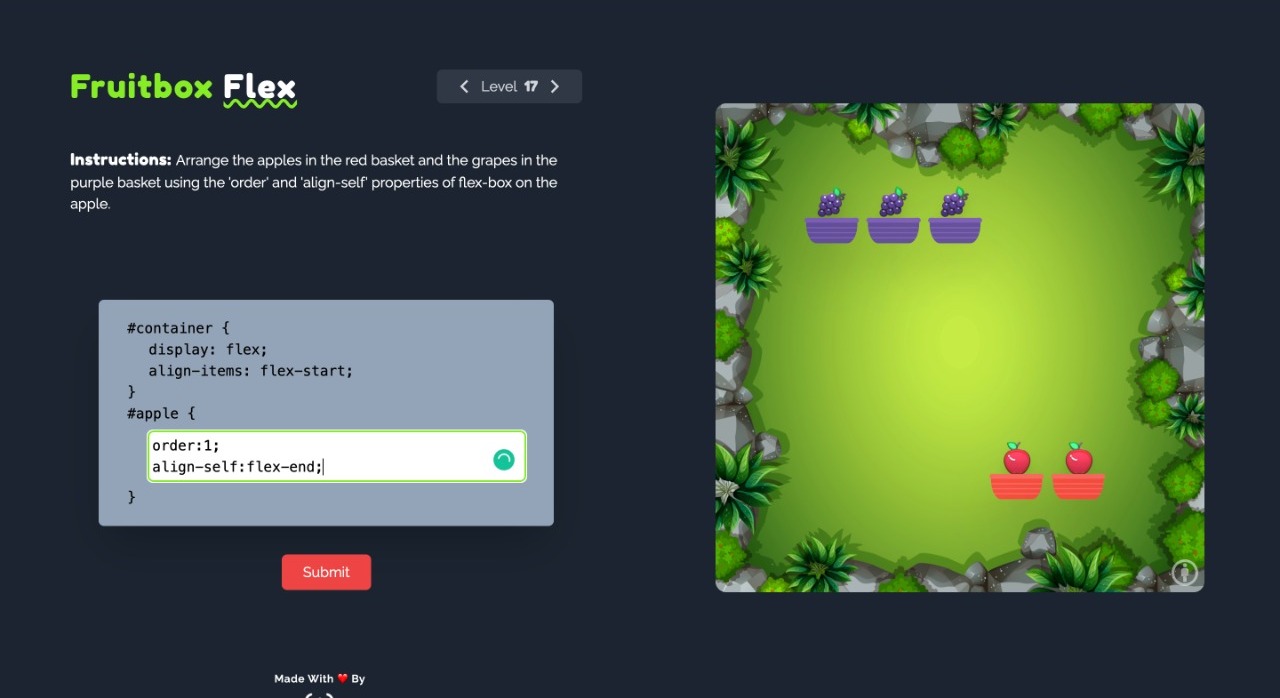 Fruitbox Flex
Level 17
Instructions: Arrange the apples in the red basket and the grapes in the
purple basket using the 'order' and 'align-self' properties of flex-box on the
apple.
#container {
display: flex;
align-items: flex-start;
}
#apple {
order:1;
align-self:flex-end;
}
Submit
Made With ❤️ By